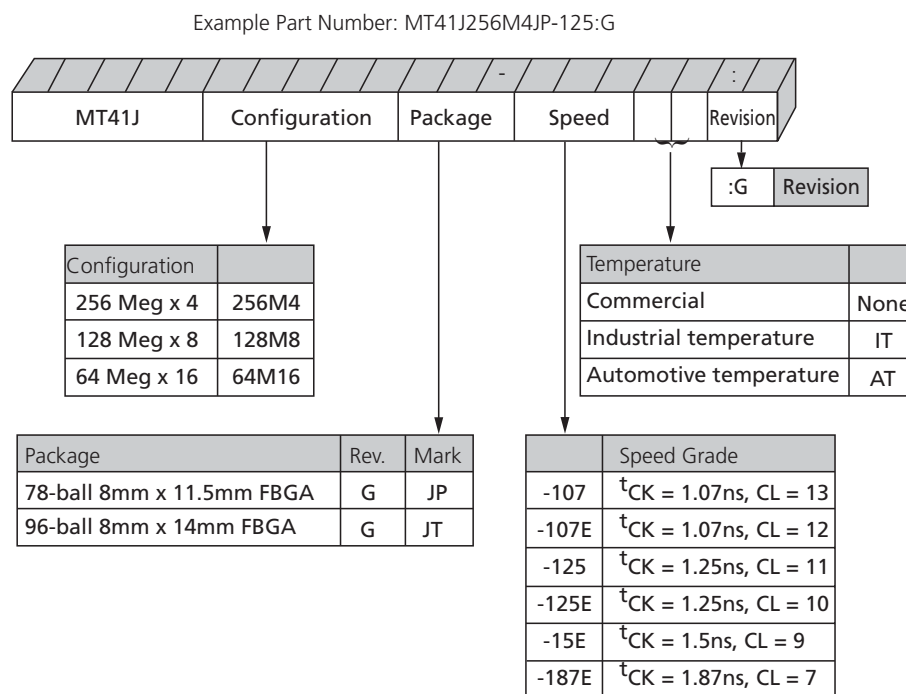 Example Part Number: MT41J256M4JP-125:G
- :
MT41J Configuration Package Speed Revision
:G Revision
Configuration
256 Meg x 4 256M4
128 Meg x 8 128M8
64 Meg x 16 64M16
Temperature
Commercial None
Industrial temperature IT
Automotive temperature AT
Package Rev. Mark
78-ball 8mm x 11.5mm FBGA G JP
96-ball 8mm x 14mm FBGA G JT
Speed Grade
-107 tCK = 1.07ns, CL = 13
-107E tCK = 1.07ns, CL = 12
-125 tCK = 1.25ns, CL = 11
-125E tCK = 1.25ns, CL = 10
-15E tCK = 1.5ns, CL = 9
-187E tCK = 1.87ns, CL = 7